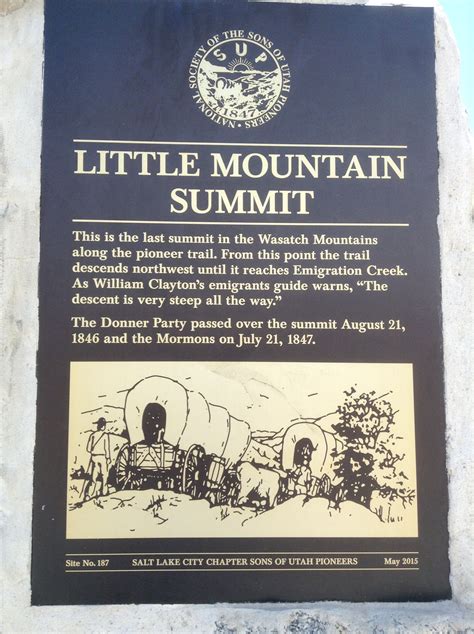 NATIONAL SOCIETY OF THE SONS OF UTAH PIONEERS
SUP
1847
LITTLE MOUNTAIN
SUMMIT
This is the last summit in the Wasatch Mountains
along the pioneer trail. From this point the trail
descends northwest until it reaches Emigration Creek.
As William Clayton's emigrants guide warns, "The
descent is very steep all the way."
The Donner Party passed over the summit August 21,
1846 and the Mormons on July 21, 1847.
Site No. 187 SALT LAKE CITY CHAPTER SONS OF UTAH PIONEERS May 2015